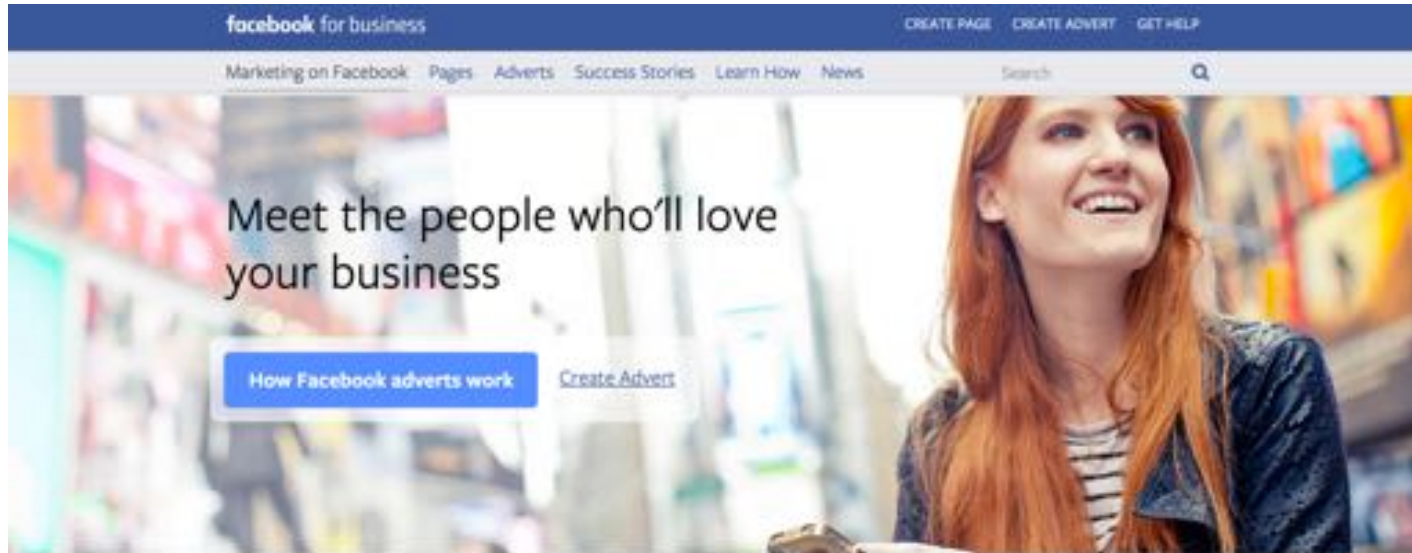 facebook for business
CREATE PAGE CREATE ADVERT GET HELP
Marketing on Facebook Pages Adverts Success Stories Learn How News Search
Meet the people who'll love
your business
How Facebook adverts work Create Advert